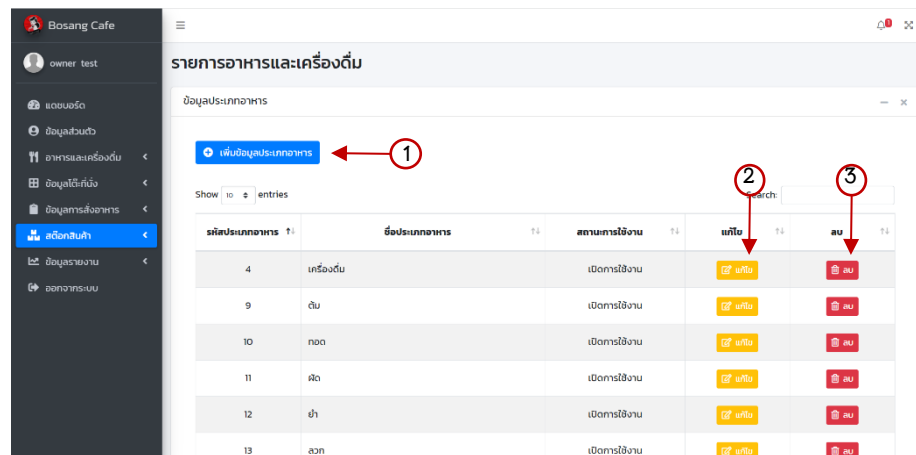 Bosang Cafe
1
owner test
รายการอาหารและเครื่องดื่ม
ข้อมูลประเภทอาหาร
แดชบอร์ด
ข้อมูลส่วนตัว
อาหารและเครื่องดื่ม
ข้อมูลโต๊ะที่นั่ง
ข้อมูลการสั่งอาหาร
สต๊อกสินค้า
ข้อมูลรายงาน
ออกจากระบบ
เพิ่มข้อมูลประเภทอาหาร
1
2
3
Show 10 entries
Search:
รหัสประเภทอาหาร ชื่อประเภทอาหาร สถานะการใช้งาน แก้ไข ลบ
4 เครื่องดื่ม เปิดการใช้งาน แก้ไข ลบ
9 ต้ม เปิดการใช้งาน แก้ไข ลบ
10 ทอด เปิดการใช้งาน แก้ไข ลบ
11 ผัด เปิดการใช้งาน แก้ไข ลบ
12 ยำ เปิดการใช้งาน แก้ไข ลบ
13 ลวก เปิดการใช้งาน แก้ไข ลบ